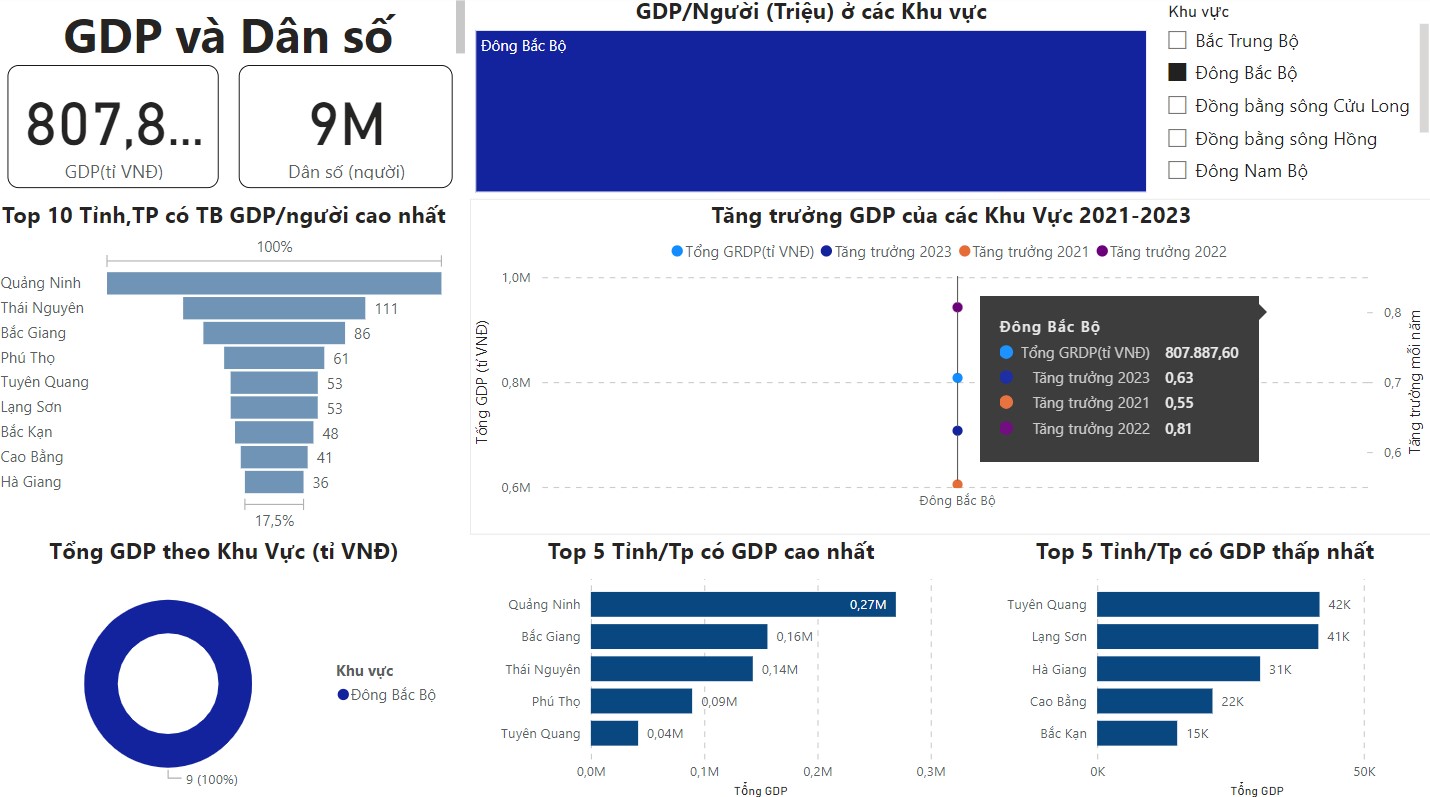 GDP và Dân số
807,8...
GDP(tỉ VNĐ)
9M
Dân số (người)
GDP/Người (Triệu) ở các Khu vực
Đông Bắc Bộ
Khu vực
Bắc Trung Bộ
Đông Bắc Bộ
Đồng bằng sông Cửu Long
Đồng bằng sông Hồng
Đông Nam Bộ
Top 10 Tỉnh,TP có TB GDP/người cao nhất
100%
Quảng Ninh
Thái Nguyên 111
Bắc Giang 86
Phú Thọ 61
Tuyên Quang 53
Lạng Sơn 53
Bắc Kạn 48
Cao Bằng 41
Hà Giang 36
17,5%
Tăng trưởng GDP của các Khu Vực 2021-2023
Tổng GRDP(tỉ VNĐ) Tăng trưởng 2023 Tăng trưởng 2021 Tăng trưởng 2022
Tổng GDP (tỉ VNĐ)
1,0M
0,8M
0,6M
Đông Bắc Bộ
Tổng GRDP(tỉ VNĐ) 807.887,60
Tăng trưởng 2023 0,63
Tăng trưởng 2021 0,55
Tăng trưởng 2022 0,81
0,8
0,7
0,6
Tăng trưởng mỗi năm
Đông Bắc Bộ
Tổng GDP theo Khu Vực (tỉ VNĐ)
Khu vực
Đông Bắc Bộ
9 (100%)
Top 5 Tỉnh/Tp có GDP cao nhất
Quảng Ninh 0,27M
Bắc Giang 0,16M
Thái Nguyên 0,14M
Phú Thọ 0,09M
Tuyên Quang 0,04M
0,0M 0,1M 0,2M 0,3M
Tổng GDP
Top 5 Tỉnh/Tp có GDP thấp nhất
Tuyên Quang 42K
Lạng Sơn 41K
Hà Giang 31K
Cao Bằng 22K
Bắc Kạn 15K
0K 50K
Tổng GDP